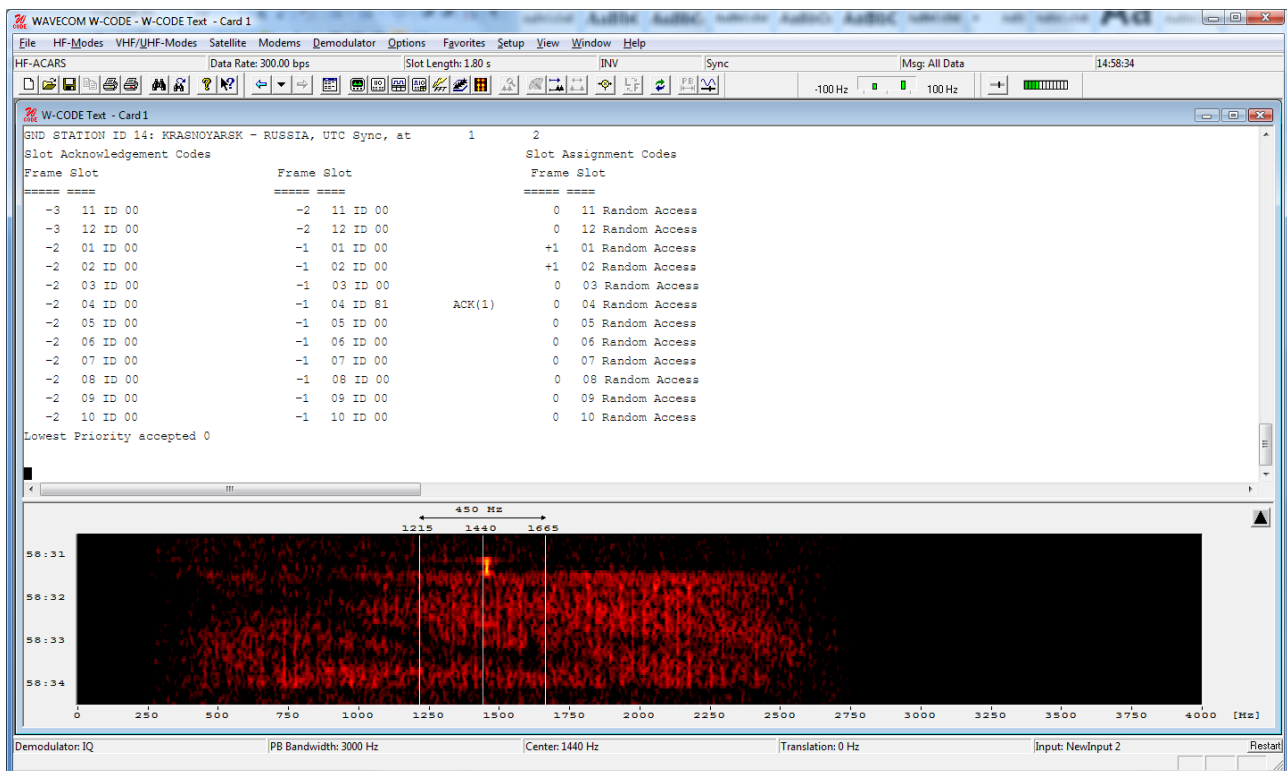 WAVECOM W-CODE - W-CODE Text - Card 1
File HF-Modes VHF/UHF-Modes Satellite Modems Demodulator Options Favorites Setup View Window Help
HF-ACARS Data Rate: 300.00 bps Slot Length: 1.80 s INV Sync Msg: All Data 14:58:34
-100 Hz 100 Hz
W-CODE Text - Card 1
GND STATION ID 14: KRASNOYARSK - RUSSIA, UTC Sync, at 1 2
Slot Acknowledgement Codes Slot Assignment Codes
Frame Slot Frame Slot Frame Slot
===== ==== ===== ==== ===== ====
-3 11 ID 00 -2 11 ID 00 0 11 Random Access
-3 12 ID 00 -2 12 ID 00 0 12 Random Access
-2 01 ID 00 -1 01 ID 00 +1 01 Random Access
-2 02 ID 00 -1 02 ID 00 +1 02 Random Access
-2 03 ID 00 -1 03 ID 00 0 03 Random Access
-2 04 ID 00 -1 04 ID 81 ACK(1) 0 04 Random Access
-2 05 ID 00 -1 05 ID 00 0 05 Random Access
-2 06 ID 00 -1 06 ID 00 0 06 Random Access
-2 07 ID 00 -1 07 ID 00 0 07 Random Access
-2 08 ID 00 -1 08 ID 00 0 08 Random Access
-2 09 ID 00 -1 09 ID 00 0 09 Random Access
-2 10 ID 00 -1 10 ID 00 0 10 Random Access
Lowest Priority accepted 0
450 Hz
1215 1440 1665
58:31
58:32
58:33
58:34
0 250 500 750 1000 1250 1500 1750 2000 2250 2500 2750 3000 3250 3500 3750 4000 [Hz]
Demodulator: IQ PB Bandwidth: 3000 Hz Center: 1440 Hz Translation: 0 Hz Input: NewInput 2 Restart